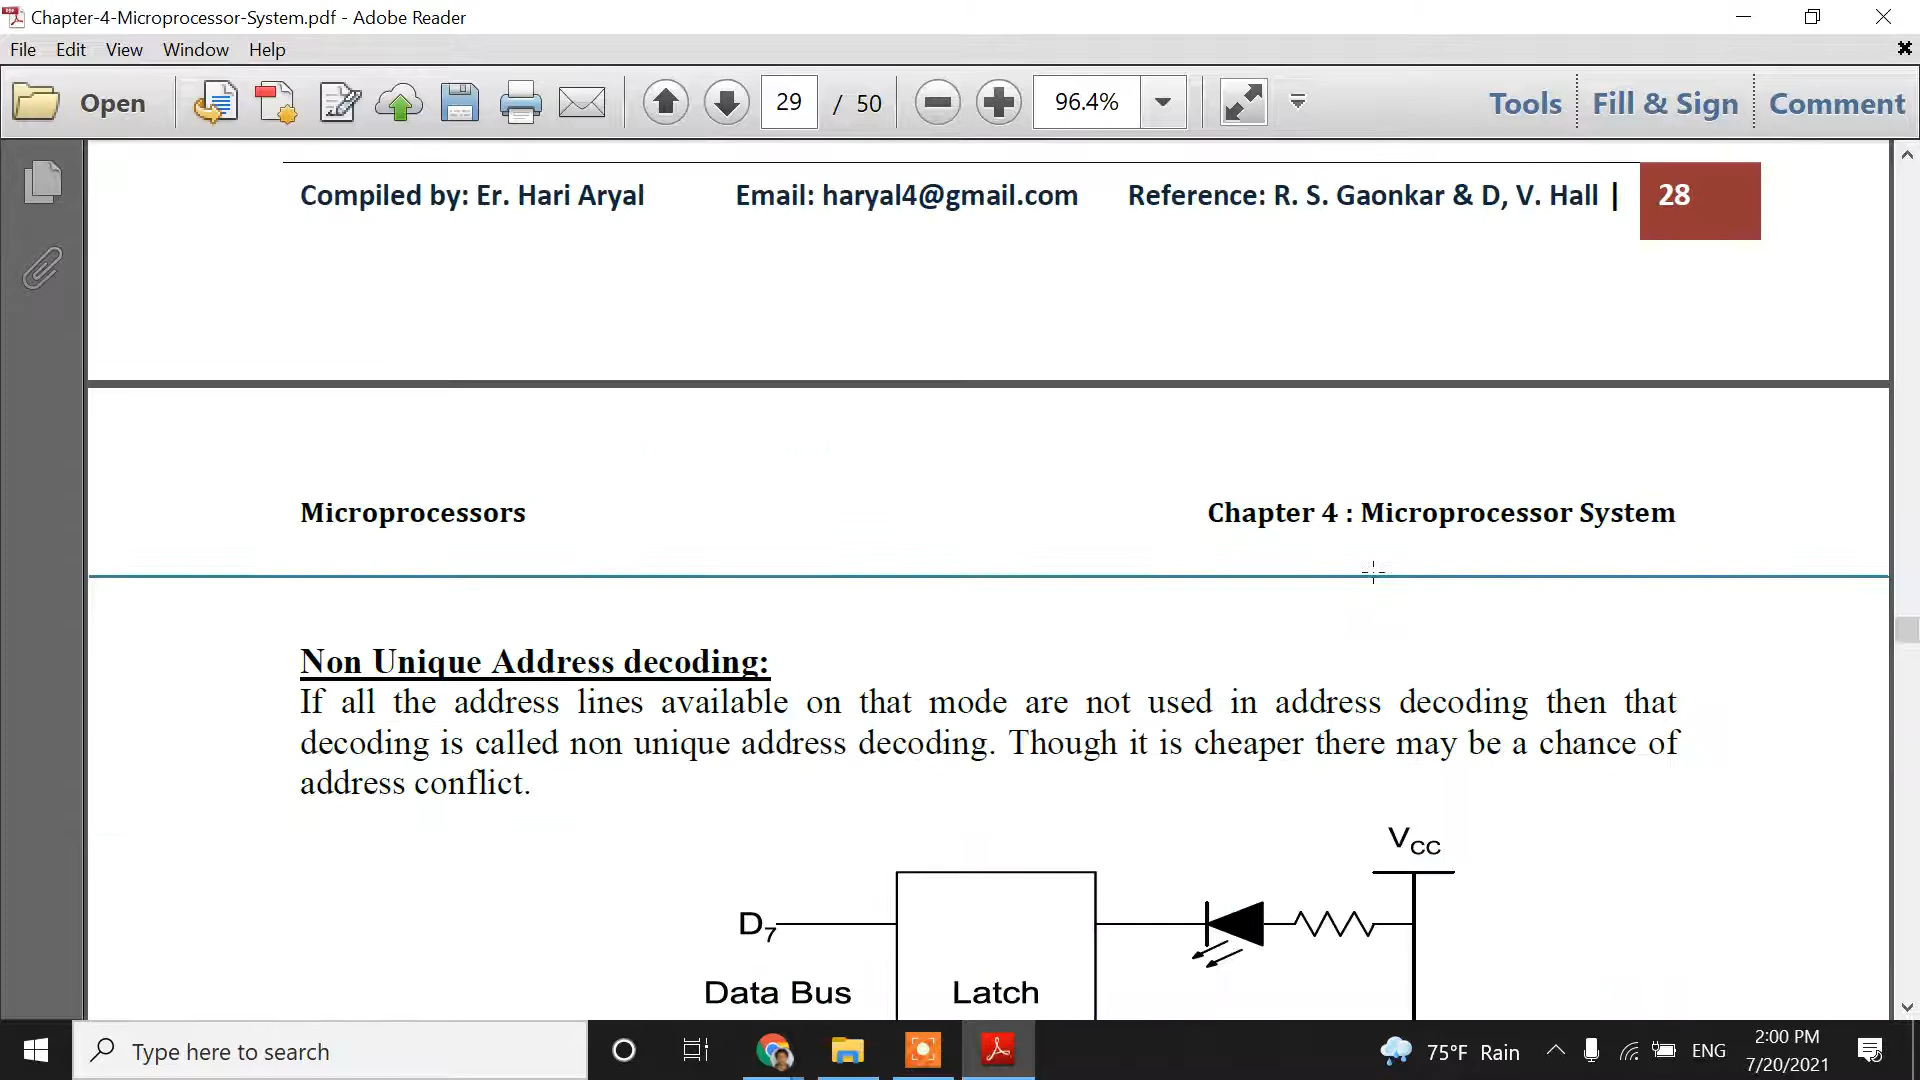 Chapter-4-Microprocessor-System.pdf - Adobe Reader
File Edit View Window Help
Open 29 / 50 96.4% Tools Fill & Sign Comment
Compiled by: Er. Hari Aryal Email: haryal4@gmail.com Reference: R. S. Gaonkar & D, V. Hall | 28
Microprocessors Chapter 4 : Microprocessor System
Non Unique Address decoding:
If all the address lines available on that mode are not used in address decoding then that
decoding is called non unique address decoding. Though it is cheaper there may be a chance of
address conflict.
VCC
D7
Data Bus Latch
Type here to search 75°F Rain ENG 2:00 PM
7/20/2021